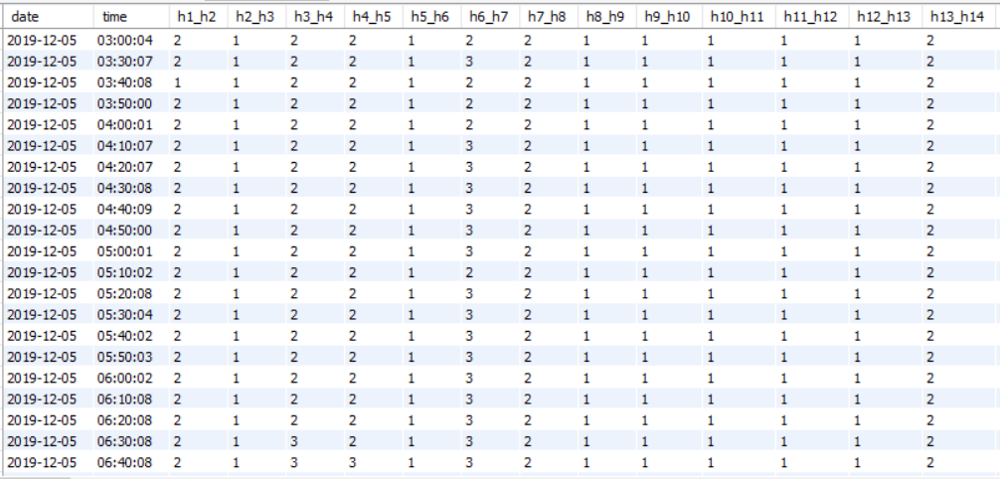 date time h1_h2 h2_h3 h3_h4 h4_h5 h5_h6 h6_h7 h7_h8 h8_h9 h9_h10 h10_h11 h11_h12 h12_h13 h13_h14
2019-12-05 03:00:04 2 1 2 2 1 2 2 1 1 1 1 1 2
2019-12-05 03:30:07 2 1 2 2 1 3 2 1 1 1 1 1 2
2019-12-05 03:40:08 1 1 2 2 1 2 2 1 1 1 1 1 2
2019-12-05 03:50:00 2 1 2 2 1 2 2 1 1 1 1 1 2
2019-12-05 04:00:01 2 1 2 2 1 2 2 1 1 1 1 1 2
2019-12-05 04:10:07 2 1 2 2 1 3 2 1 1 1 1 1 2
2019-12-05 04:20:07 2 1 2 2 1 3 2 1 1 1 1 1 2
2019-12-05 04:30:08 2 1 2 2 1 3 2 1 1 1 1 1 2
2019-12-05 04:40:09 2 1 2 2 1 3 2 1 1 1 1 1 2
2019-12-05 04:50:00 2 1 2 2 1 3 2 1 1 1 1 1 2
2019-12-05 05:00:01 2 1 2 2 1 3 2 1 1 1 1 1 2
2019-12-05 05:10:02 2 1 2 2 1 2 2 1 1 1 1 1 2
2019-12-05 05:20:08 2 1 2 2 1 3 2 1 1 1 1 1 2
2019-12-05 05:30:04 2 1 2 2 1 3 2 1 1 1 1 1 2
2019-12-05 05:40:02 2 1 2 2 1 3 2 1 1 1 1 1 2
2019-12-05 05:50:03 2 1 2 2 1 3 2 1 1 1 1 1 2
2019-12-05 06:00:02 2 1 2 2 1 3 2 1 1 1 1 1 2
2019-12-05 06:10:08 2 1 2 2 1 3 2 1 1 1 1 1 2
2019-12-05 06:20:08 2 1 2 2 1 3 2 1 1 1 1 1 2
2019-12-05 06:30:08 2 1 3 2 1 3 2 1 1 1 1 1 2
2019-12-05 06:40:08 2 1 3 3 1 3 2 1 1 1 1 1 2